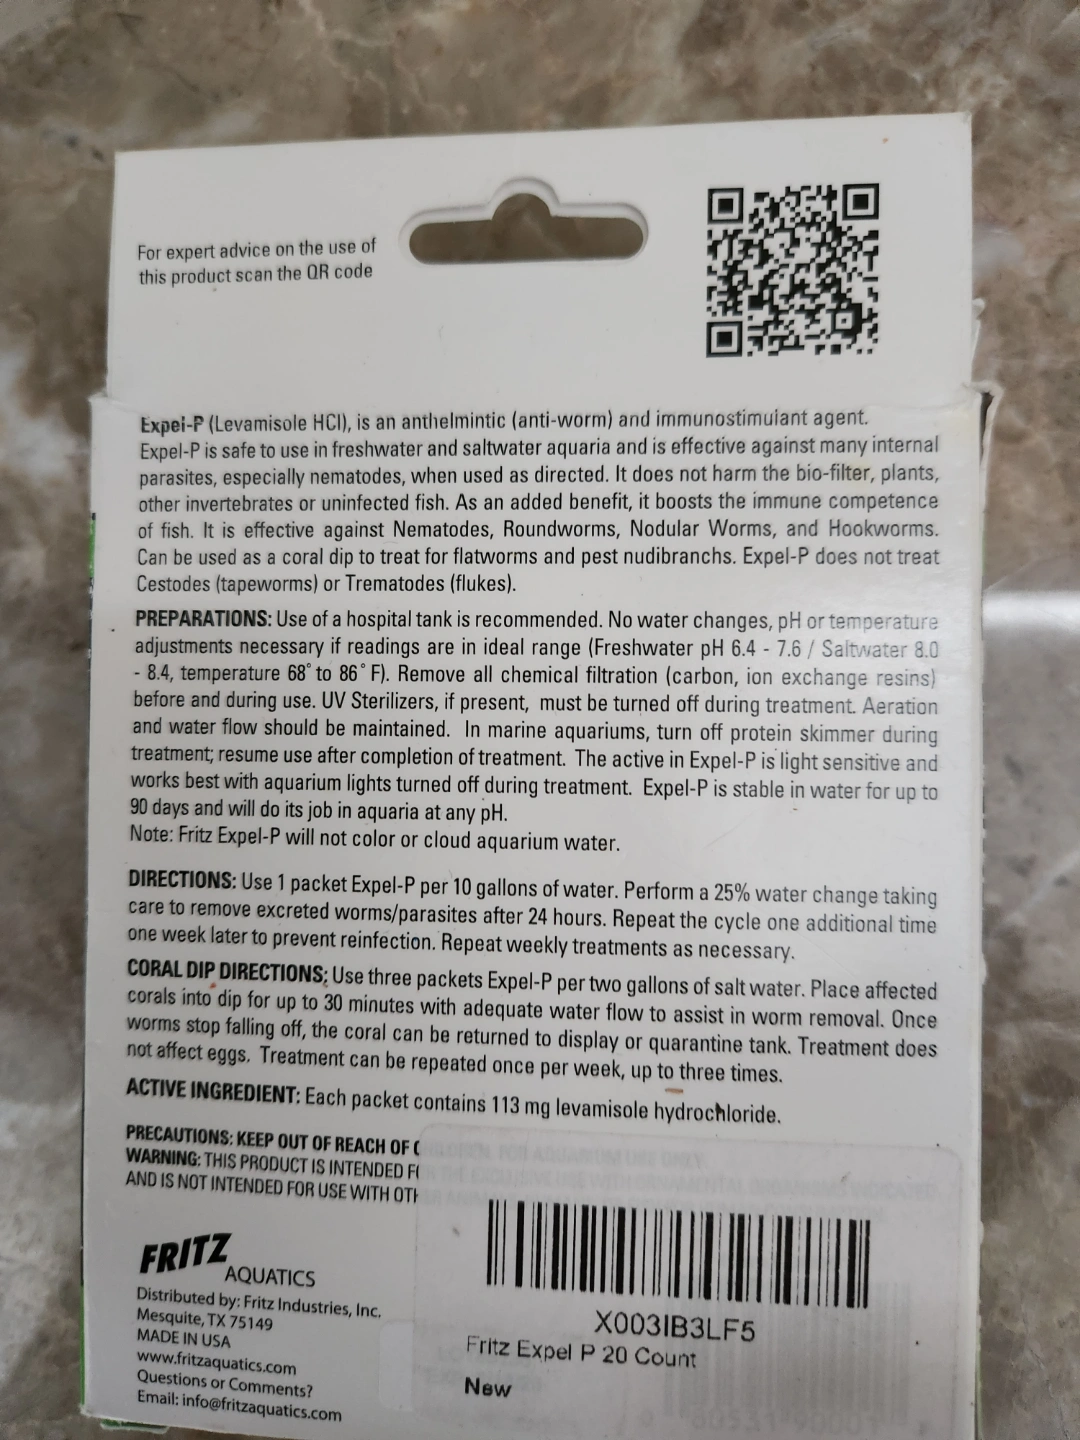 For expert advice on the use of
this product scan the QR code
Expel-P (Levamisole HCl), is an anthelmintic (anti-worm) and immunostimulant agent.
Expel-P is safe to use in freshwater and saltwater aquaria and is effective against many internal
parasites, especially nematodes, when used as directed. It does not harm the bio-filter, plants,
other invertebrates or uninfected fish. As an added benefit, it boosts the immune competence
of fish. It is effective against Nematodes, Roundworms, Nodular Worms, and Hookworms.
Can be used as a coral dip to treat for flatworms and pest nudibranchs. Expel-P does not treat
Cestodes (tapeworms) or Trematodes (flukes).
PREPARATIONS: Use of a hospital tank is recommended. No water changes, pH or temperature
adjustments necessary if readings are in ideal range (Freshwater pH 6.4 - 7.6 / Saltwater 8.0
- 8.4, temperature 68° to 86° F). Remove all chemical filtration (carbon, ion exchange resins)
before and during use. UV Sterilizers, if present, must be turned off during treatment. Aeration
and water flow should be maintained. In marine aquariums, turn off protein skimmer during
treatment; resume use after completion of treatment. The active in Expel-P is light sensitive and
works best with aquarium lights turned off during treatment. Expel-P is stable in water for up to
90 days and will do its job in aquaria at any pH.
Note: Fritz Expel-P will not color or cloud aquarium water.
DIRECTIONS: Use 1 packet Expel-P per 10 gallons of water. Perform a 25% water change taking
care to remove excreted worms/parasites after 24 hours. Repeat the cycle one additional time
one week later to prevent reinfection. Repeat weekly treatments as necessary.
CORAL DIP DIRECTIONS: Use three packets Expel-P per two gallons of salt water. Place affected
corals into dip for up to 30 minutes with adequate water flow to assist in worm removal. Once
worms stop falling off, the coral can be returned to display or quarantine tank. Treatment does
not affect eggs. Treatment can be repeated once per week, up to three times.
ACTIVE INGREDIENT: Each packet contains 113 mg levamisole hydrochloride.
PRECAUTIONS: KEEP OUT OF REACH OF CHILDREN. FOR AQUARIUM USE ONLY.
WARNING: THIS PRODUCT IS INTENDED FOR THE EXCLUSIVE USE WITH ORNAMENTAL ORGANISMS INDICATED
AND IS NOT INTENDED FOR USE WITH OTHER
FRITZ
AQUATICS
Distributed by: Fritz Industries, Inc.
Mesquite, TX 75149
MADE IN USA
www.fritzaquatics.com
Questions or Comments?
Email: info@fritzaquatics.com
X003IB3LF5
Fritz Expel P 20 Count
New